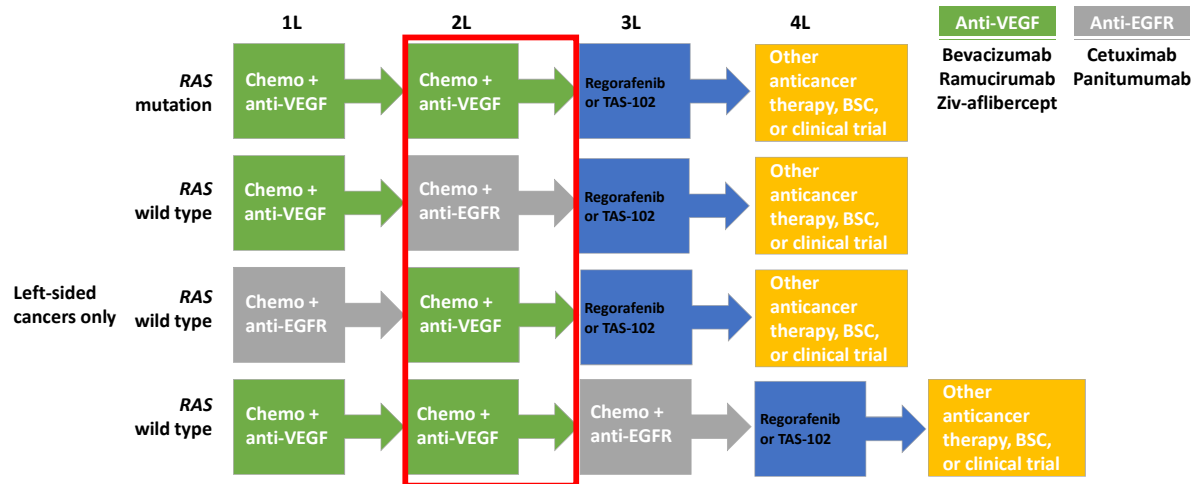 1L
2L
3L
4L
Anti-VEGF
Bevacizumab
Ramucirumab
Ziv-aflibercept
Anti-EGFR
Cetuximab
Panitumumab
RAS
mutation
Chemo +
anti-VEGF
Chemo +
anti-VEGF
Regorafenib
or TAS-102
Other
anticancer
therapy, BSC,
or clinical trial
RAS
wild type
Chemo +
anti-VEGF
Chemo +
anti-EGFR
Regorafenib
or TAS-102
Other
anticancer
therapy, BSC,
or clinical trial
Left-sided
cancers only
RAS
wild type
Chemo +
anti-EGFR
Chemo +
anti-VEGF
Regorafenib
or TAS-102
Other
anticancer
therapy, BSC,
or clinical trial
RAS
wild type
Chemo +
anti-VEGF
Chemo +
anti-VEGF
Chemo +
anti-EGFR
Regorafenib
or TAS-102
Other
anticancer
therapy, BSC,
or clinical trial